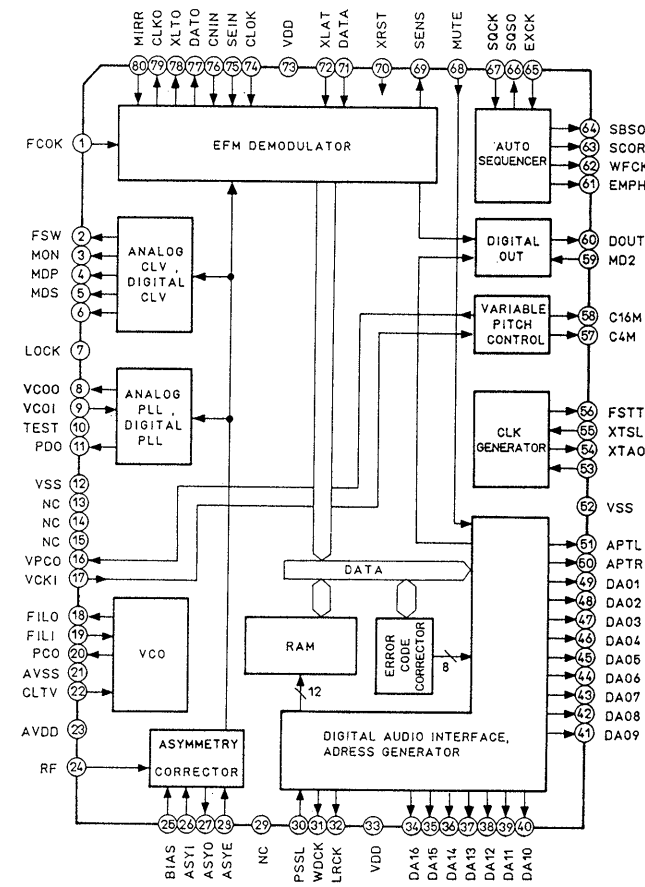 MIRR
CLKO
XLTO
DATO
CNIN
SEIN
CLOK
VDD
XLAT
DATA
XRST
SENS
MUTE
SQCK
SQSO
EXCK
80
79
78
77
76
75
74
73
72
71
70
69
68
67
66
65
FCOK 1
EFM DEMODULATOR
AUTO
SEQUENCER
64 SBSO
63 SCOR
62 WFCK
61 EMPH
FSW 2
MON 3
MDP 4
MDS 5
6
ANALOG
CLV,
DIGITAL
CLV
DIGITAL
OUT
60 DOUT
59 MD2
LOCK 7
VARIABLE
PITCH
CONTROL
58 C16M
57 C4M
VCOO 8
VCOI 9
TEST 10
PDO 11
ANALOG
PLL,
DIGITAL
PLL
CLK
GENERATOR
56 FSTT
55 XTSL
54 XTAO
53
VSS 12
NC 13
NC 14
NC 15
VPCO 16
VCKI 17
52 VSS
51 APTL
50 APTR
49 DA01
48 DA02
47 DA03
46 DA04
45 DA05
44 DA06
43 DA07
42 DA08
41 DA09
DATA
FILO 18
FILI 19
PCO 20
AVSS 21
CLTV 22
VCO
RAM
ERROR
CODE
CORRECTOR
8
12
AVDD 23
RF 24
ASYMMETRY
CORRECTOR
DIGITAL AUDIO INTERFACE,
ADRESS GENERATOR
25
26
27
28
29
30
31
32
33
34
35
36
37
38
39
40
BIAS
ASYI
ASYO
ASYE
NC
PSSL
WDCK
LRCK
VDD
DA16
DA15
DA14
DA13
DA12
DA11
DA10